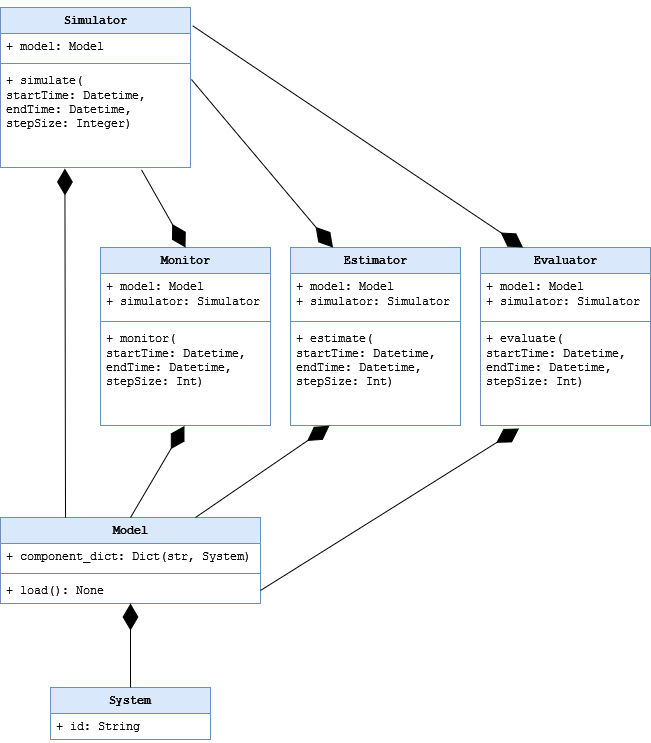 Simulator
+ model: Model
+ simulate(
startTime: Datetime,
endTime: Datetime,
stepSize: Integer)
Monitor
+ model: Model
+ simulator: Simulator
+ monitor(
startTime: Datetime,
endTime: Datetime,
stepSize: Int)
Estimator
+ model: Model
+ simulator: Simulator
+ estimate(
startTime: Datetime,
endTime: Datetime,
stepSize: Int)
Evaluator
+ model: Model
+ simulator: Simulator
+ evaluate(
startTime: Datetime,
endTime: Datetime,
stepSize: Int)
Model
+ component_dict: Dict(str, System)
+ load(): None
System
+ id: String